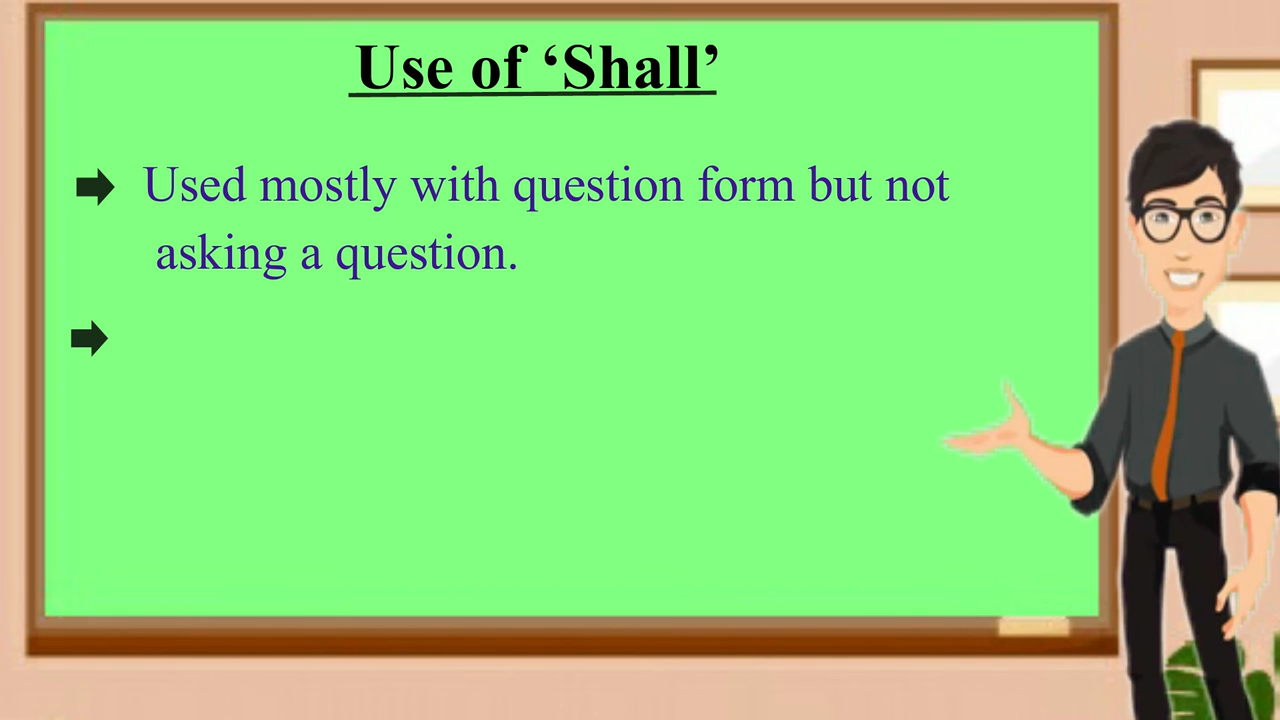 Use of ‘Shall’
Used mostly with question form but not
asking a question.